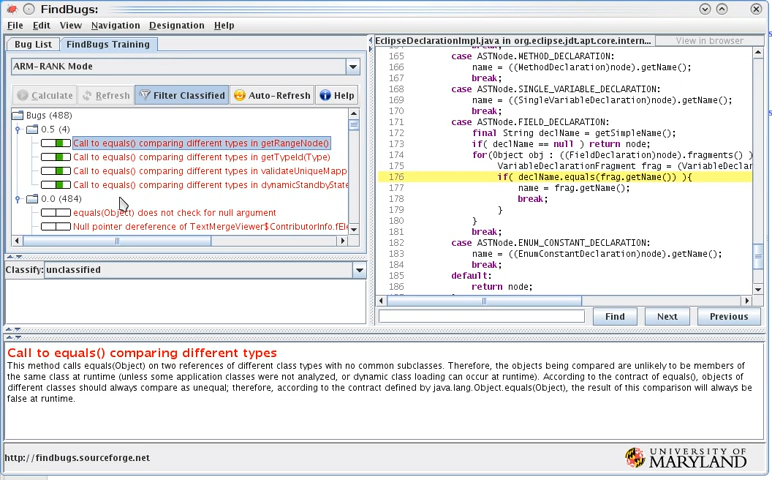 FindBugs:
File Edit View Navigation Designation Help
Bug List FindBugs Training
ARM-RANK Mode
Calculate Refresh Filter Classified Auto-Refresh Help
Bugs (488)
0.5 (4)
Call to equals() comparing different types in getRangeNode()
Call to equals() comparing different types in getTypeId(Type)
Call to equals() comparing different types in validateUniqueMapp
Call to equals() comparing different types in dynamicStandbyState
0.0 (484)
equals(Object) does not check for null argument
Null pointer dereference of TextMergeViewer$ContributorInfo.fEle
Classify: unclassified
EclipseDeclarationImpl.java in org.eclipse.jdt.apt.core.intern...
View in browser
165 case ASTNode.METHOD_DECLARATION:
166 name = ((MethodDeclaration)node).getName();
167 break;
168 case ASTNode.SINGLE_VARIABLE_DECLARATION:
169 name = ((SingleVariableDeclaration)node).getName();
170 break;
171 case ASTNode.FIELD_DECLARATION:
172 final String declName = getSimpleName();
173 if( declName == null ) return node;
174 for(Object obj : ((FieldDeclaration)node).fragments() )
175 VariableDeclarationFragment frag = (VariableDeclar
176 if( declName.equals(frag.getName()) ){
177 name = frag.getName();
178 break;
179 }
180 }
181 break;
182 case ASTNode.ENUM_CONSTANT_DECLARATION:
183 name = ((EnumConstantDeclaration)node).getName();
184 break;
185 default:
186 return node;
Find Next Previous
Call to equals() comparing different types
This method calls equals(Object) on two references of different class types with no common subclasses. Therefore, the objects being compared are unlikely to be members of
the same class at runtime (unless some application classes were not analyzed, or dynamic class loading can occur at runtime). According to the contract of equals(), objects of
different classes should always compare as unequal; therefore, according to the contract defined by java.lang.Object.equals(Object), the result of this comparison will always be
false at runtime.
http://findbugs.sourceforge.net
UNIVERSITY OF
MARYLAND